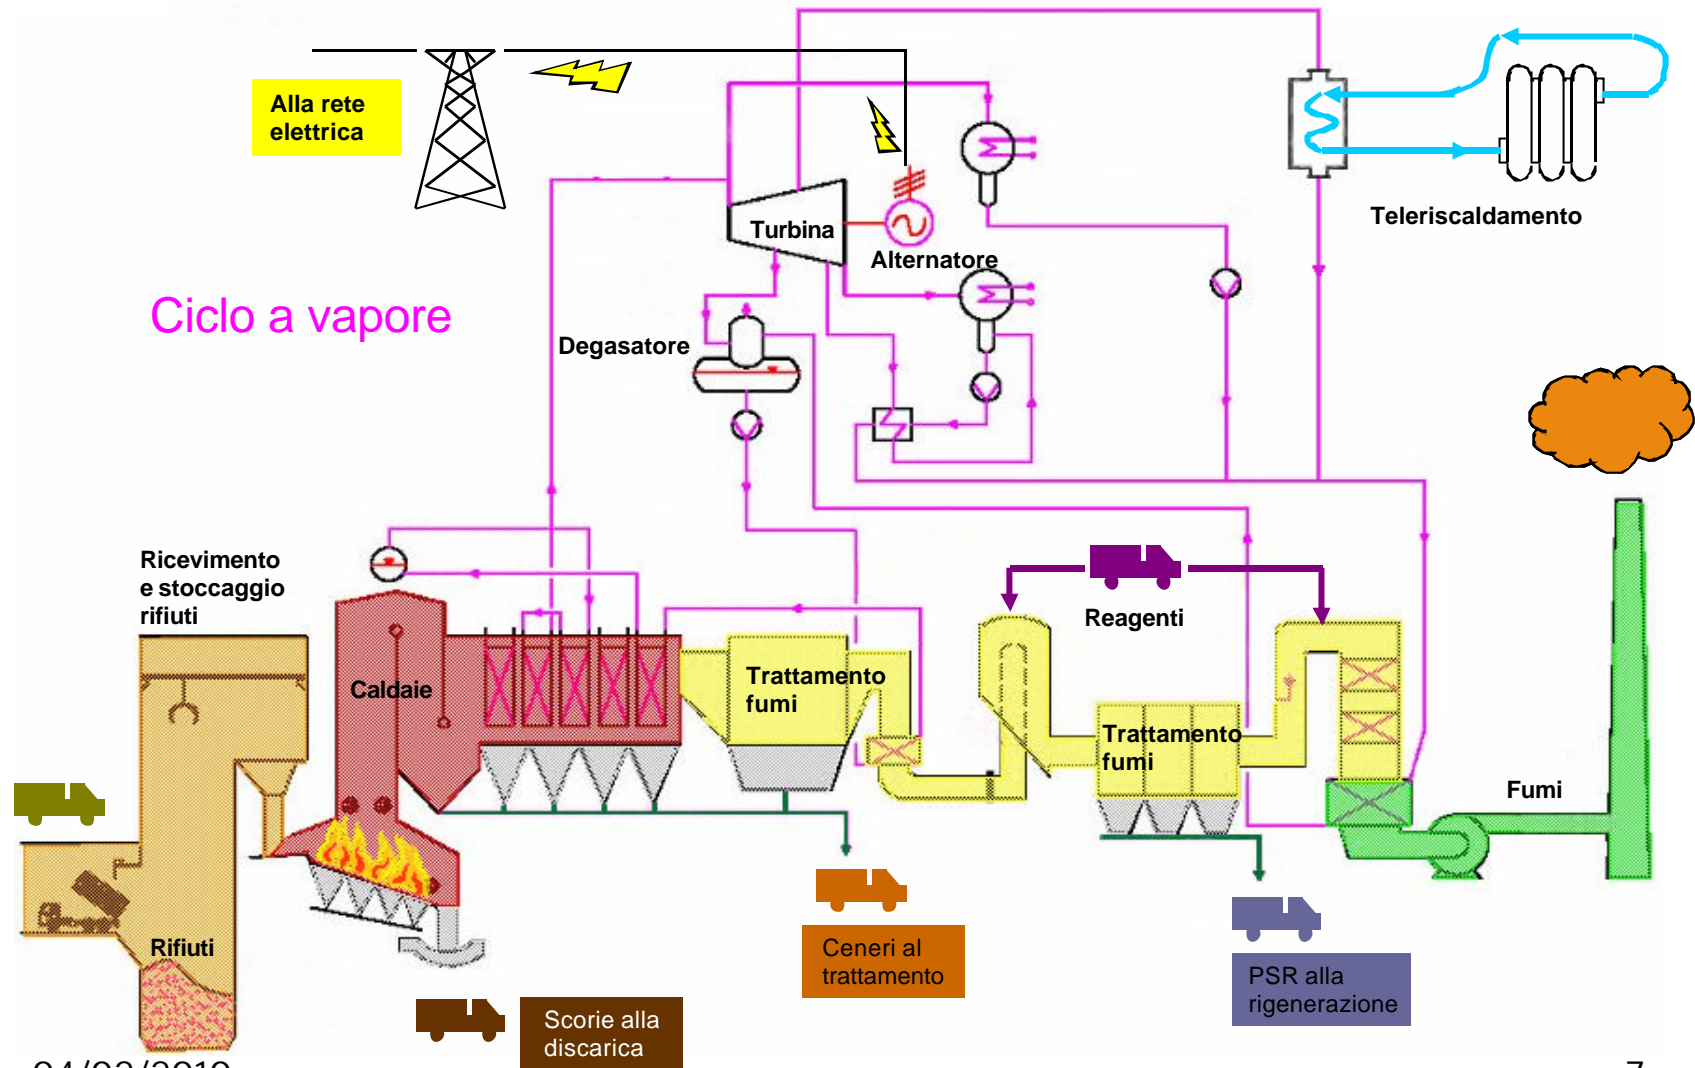 Alla rete
elettrica
Teleriscaldamento
Turbina
Alternatore
Ciclo a vapore
Degasatore
Ricevimento
e stoccaggio
rifiuti
Reagenti
Caldaie
Trattamento
fumi
Trattamento
fumi
Fumi
Rifiuti
Ceneri al
trattamento
PSR alla
rigenerazione
Scorie alla
discarica
7